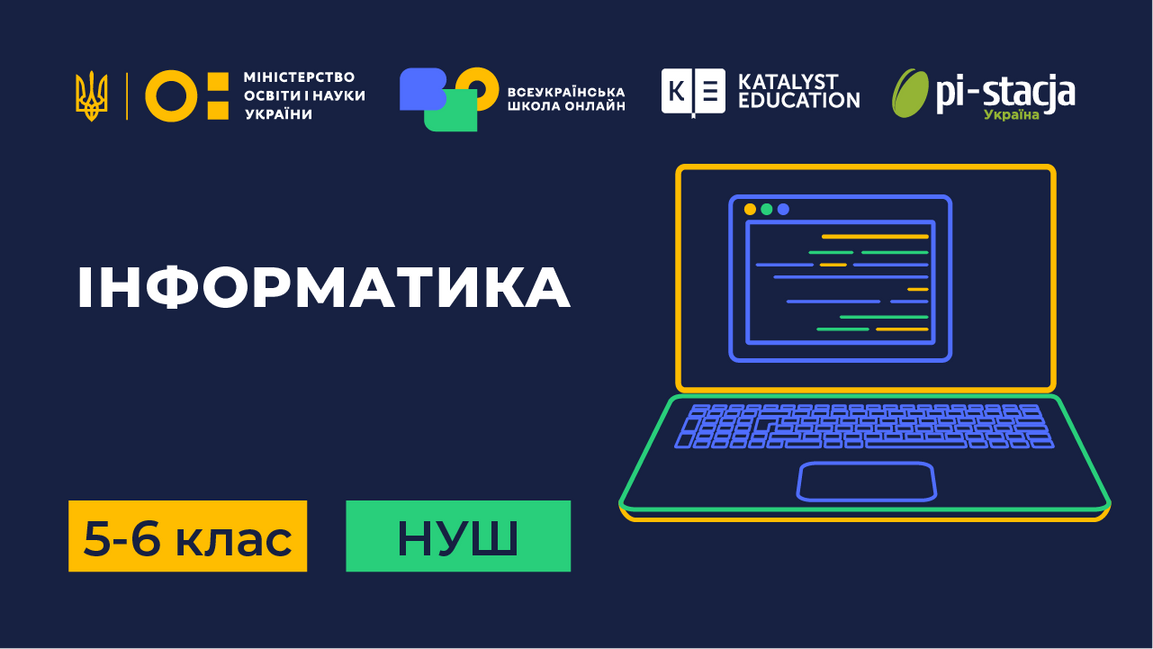 МІНІСТЕРСТВО
ОСВІТИ І НАУКИ
УКРАЇНИ
ВСЕУКРАЇНСЬКА
ШКОЛА ОНЛАЙН
K E
KATALYST
EDUCATION
pi-stacja
Україна
ІНФОРМАТИКА
5-6 клас
НУШ